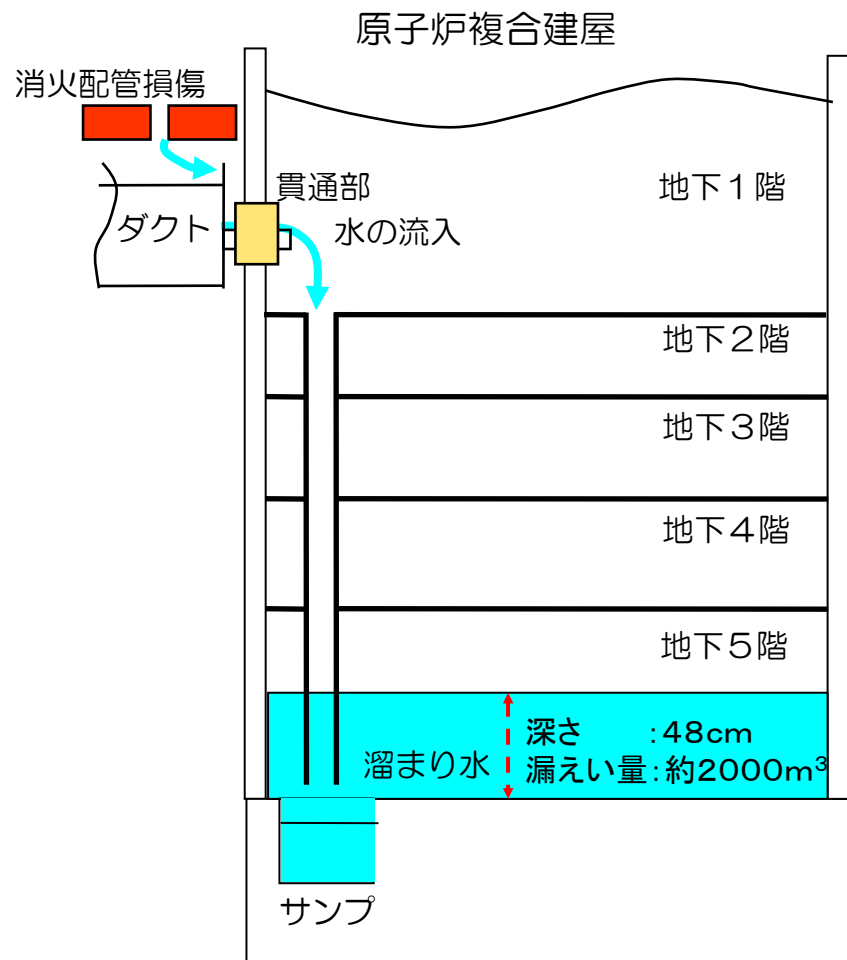 原子炉複合建屋
消火配管損傷
貫通部
地下１階
ダクト
水の流入
地下２階
地下３階
地下４階
地下５階
深さ　　：48cm
溜まり水
漏えい量：約2000m³
サンプ